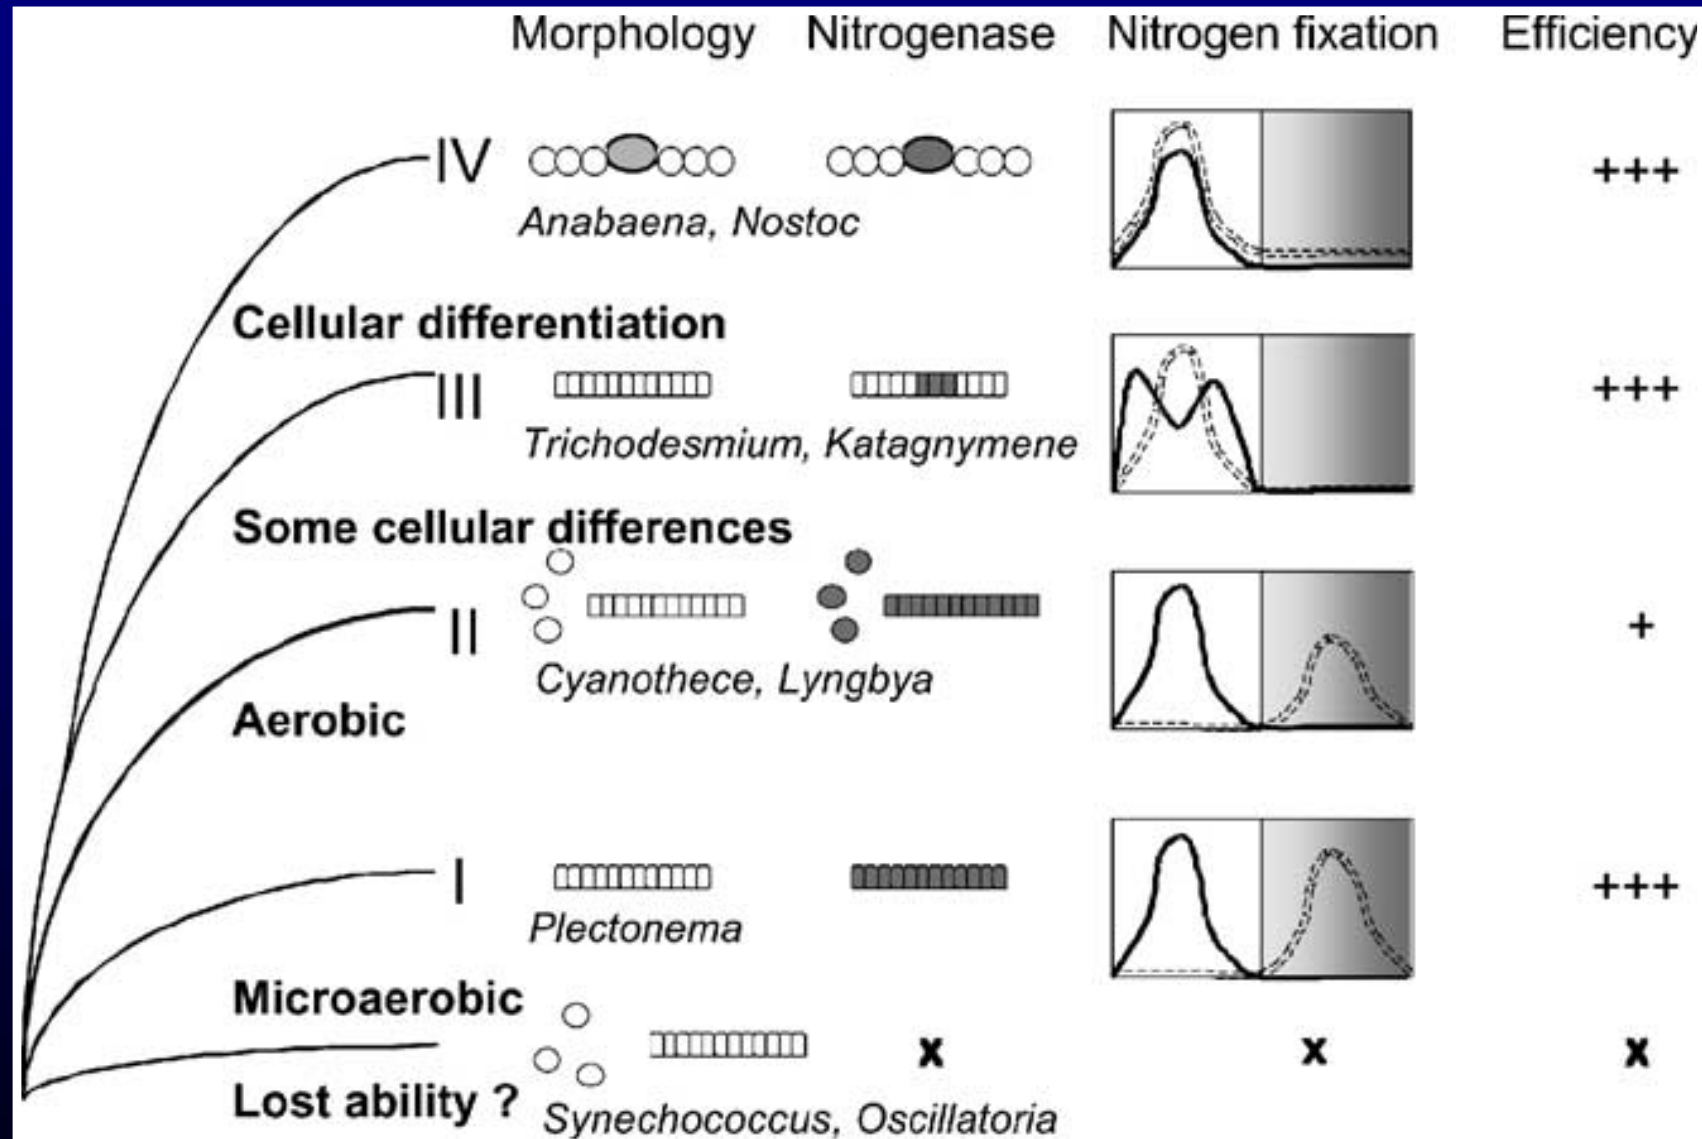 Morphology Nitrogenase Nitrogen fixation Efficiency
IV
+++
Anabaena, Nostoc
Cellular differentiation
III
+++
Trichodesmium, Katagnymene
Some cellular differences
II
+
Cyanothece, Lyngbya
Aerobic
I
+++
Plectonema
Microaerobic
x x x
Lost ability ?
Synechococcus, Oscillatoria